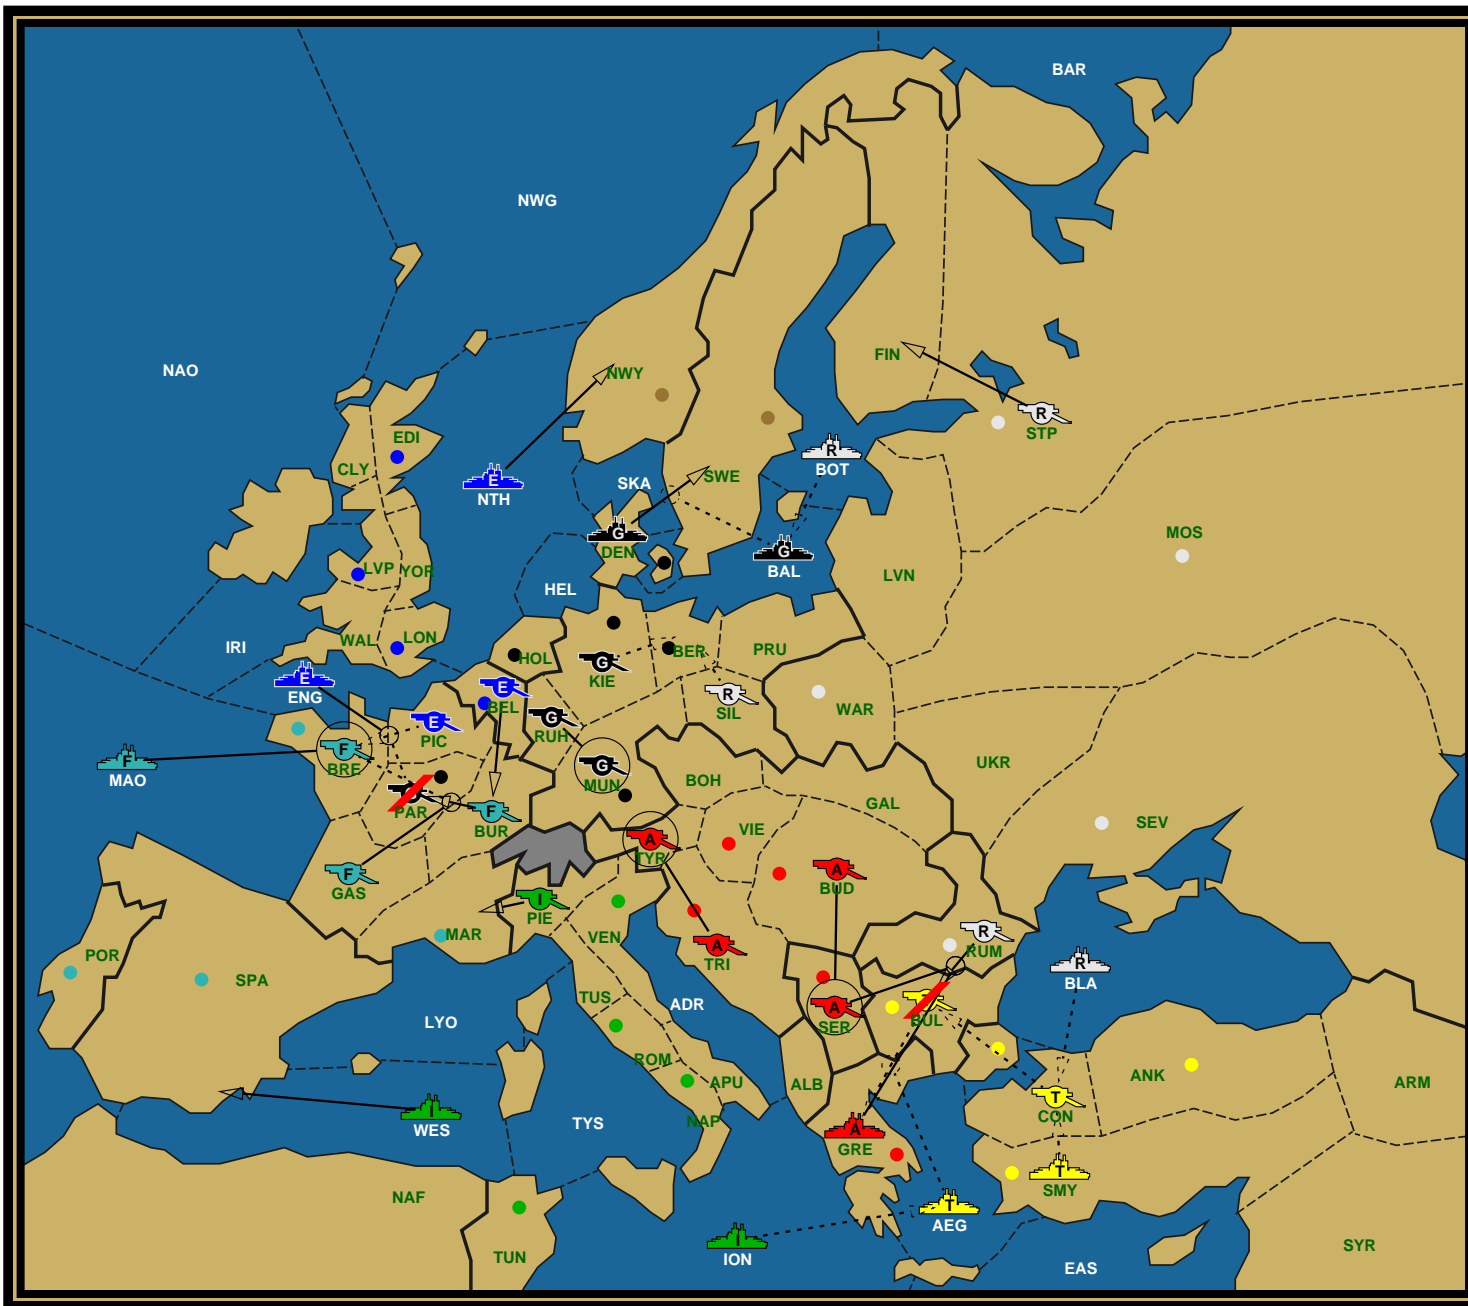 BAR
NWG
NAO
FIN
NWY
R
STP
EDI
R
BOT
CLY
SWE
E
NTH
SKA
G
DEN
MOS
G
BAL
LVP YOR
LVN
HEL
IRI
WAL LON
HOL
BER
PRU
E
ENG
G
KIE
E
BEL
R
SIL
WAR
E
PIC
G
RUH
F
MAO
F
BRE
G
MUN
UKR
BOH
G
PAR
GAL
F
BUR
SEV
VIE
A
TYR
F
GAS
A
BUD
I
PIE
MAR
VEN
A
TRI
R
RUM
POR
SPA
R
BLA
TUS
ADR
A
SER
BUL
LYO
ROM
APU
ALB
ANK
ARM
I
WES
TYS
NAP
T
CON
A
GRE
T
SMY
NAF
T
AEG
TUN
I
ION
EAS
SYR